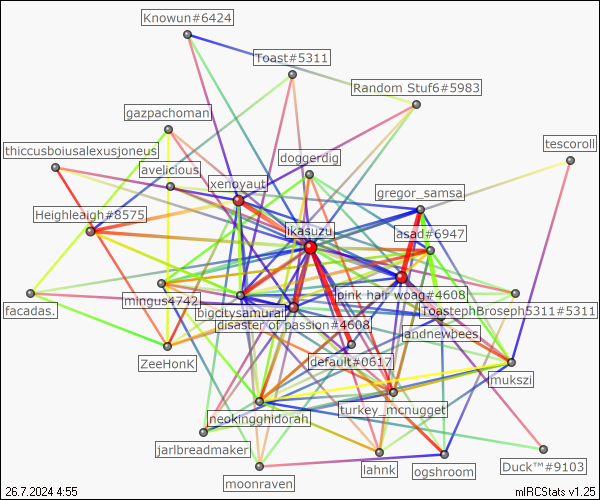 Knowun#6424
Toast#5311
Random Stuf6#5983
gazpachoman
thiccusboiusalexusjoneus
doggerdig
tescoroll
avelicious
xenoyaut
gregor_samsa
Heighleaigh#8575
likasuzu
asad#6947
pink hair woag#4608
facadas.
mingus4742
bigcitysamurai
ToastephBroseph5311#5311
disaster of passion#4608
landnewbees
ZeeHonK
default#0617
mukszi
neokingghidorah
turkey_mcnugget
jarlbreadmaker
lahnk
ogshroom
Duck™#9103
moonraven
26.7.2024 4:55
mIRCStats v1.25